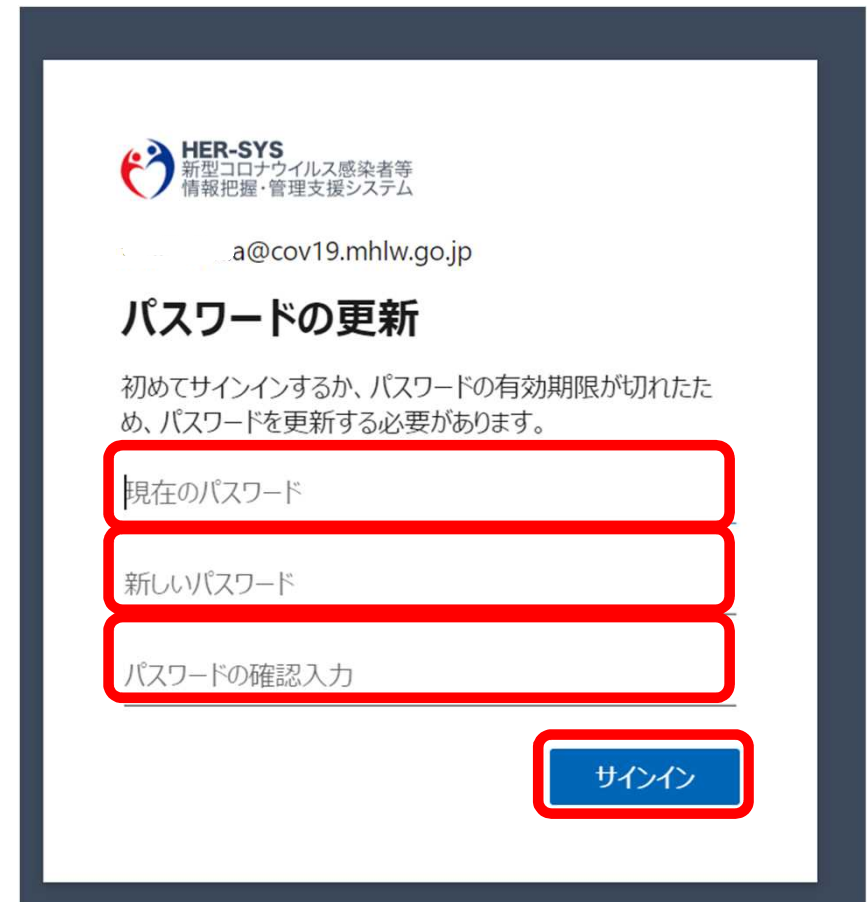 HER-SYS
新型コロナウイルス感染者等
情報把握・管理支援システム
a@cov19.mhlw.go.jp
パスワードの更新
初めてサインインするか、パスワードの有効期限が切れたた
め、パスワードを更新する必要があります。
現在のパスワード
新しいパスワード
パスワードの確認入力
サインイン